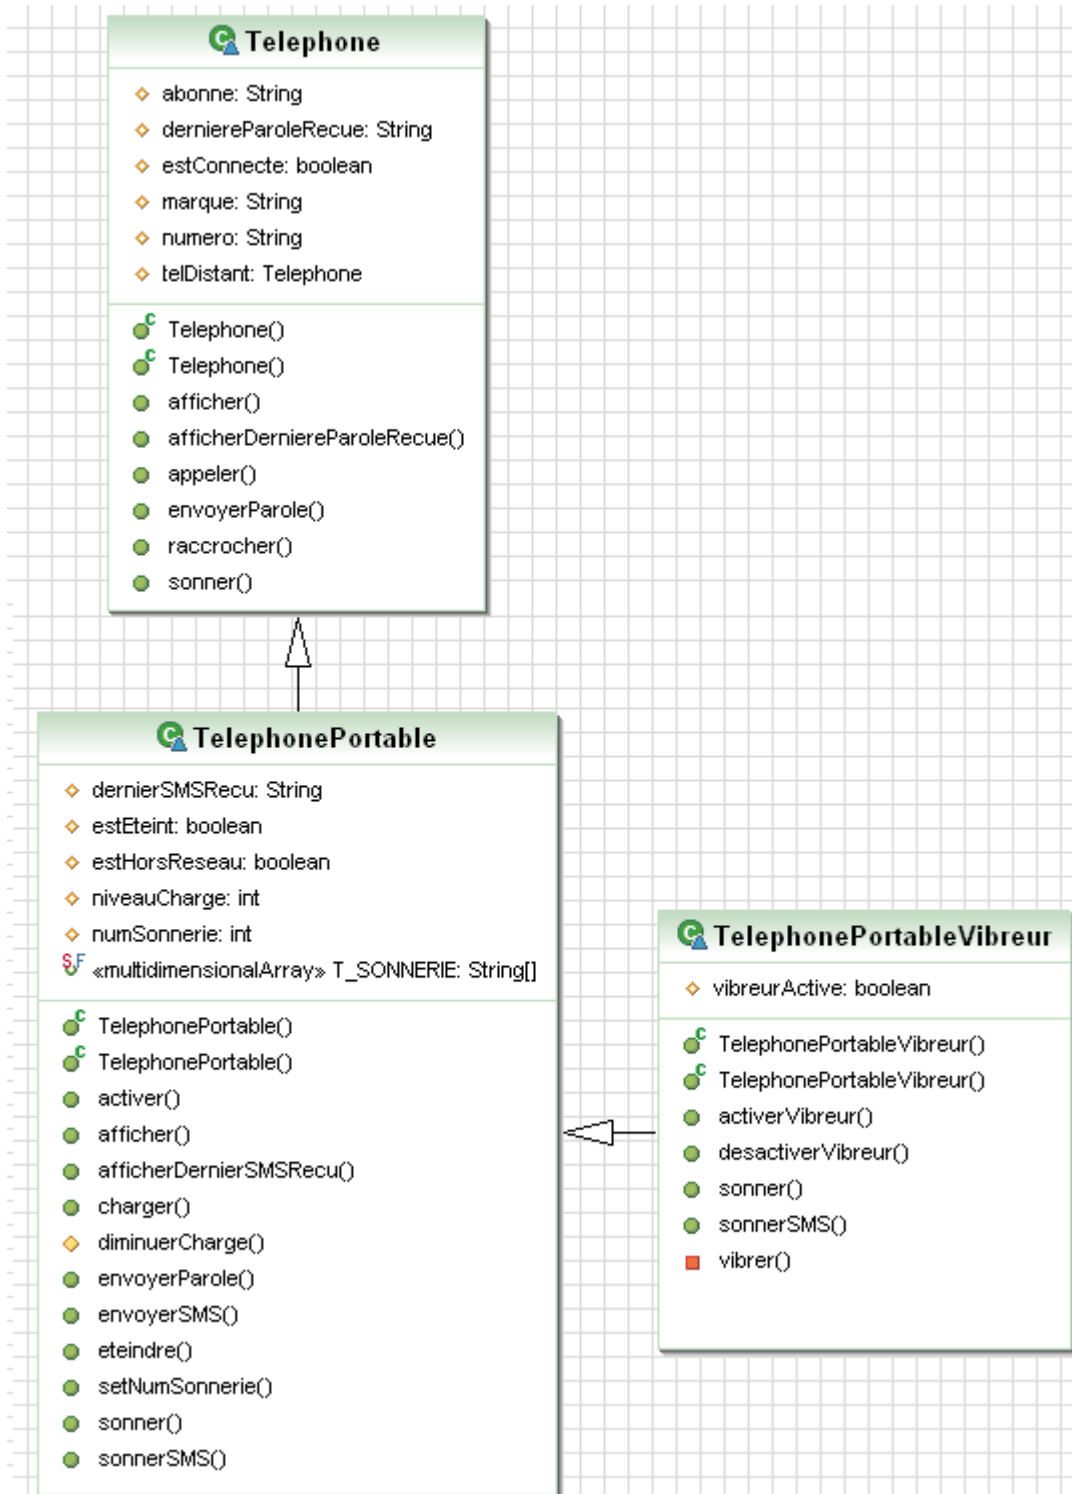 Telephone
abonne: String
derniereParoleRecue: String
estConnecte: boolean
marque: String
numero: String
telDistant: Telephone
C Telephone()
C Telephone()
afficher()
afficherDerniereParoleRecue()
appeler()
envoyerParole()
raccrocher()
sonner()
TelephonePortable
dernierSMSRecu: String
estEteint: boolean
estHorsReseau: boolean
niveauCharge: int
numSonnerie: int
S F «multidimensionalArray» T_SONNERIE: String[]
C TelephonePortable()
C TelephonePortable()
activer()
afficher()
afficherDernierSMSRecu()
charger()
diminuerCharge()
envoyerParole()
envoyerSMS()
eteindre()
setNumSonnerie()
sonner()
sonnerSMS()
TelephonePortableVibreur
vibreurActive: boolean
C TelephonePortableVibreur()
C TelephonePortableVibreur()
activerVibreur()
desactiverVibreur()
sonner()
sonnerSMS()
vibrer()